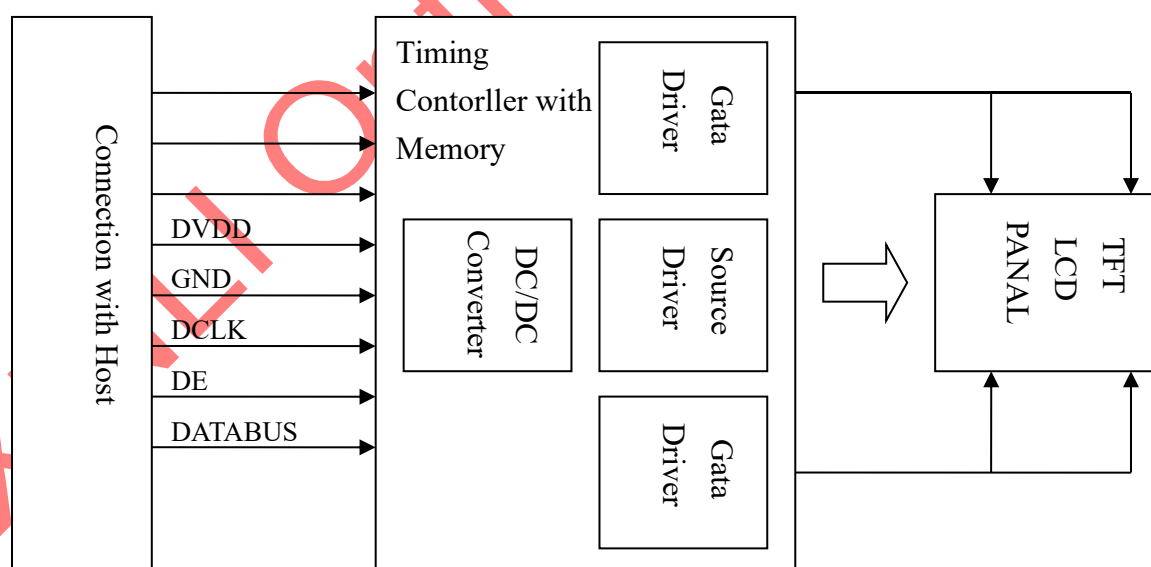 Connection with Host
DVDD
GND
DCLK
DE
DATABUS
Timing
Contorller with
Memory
DC/DC
Converter
Gata
Driver
Source
Driver
Gata
Driver
TFT
LCD
PANAL